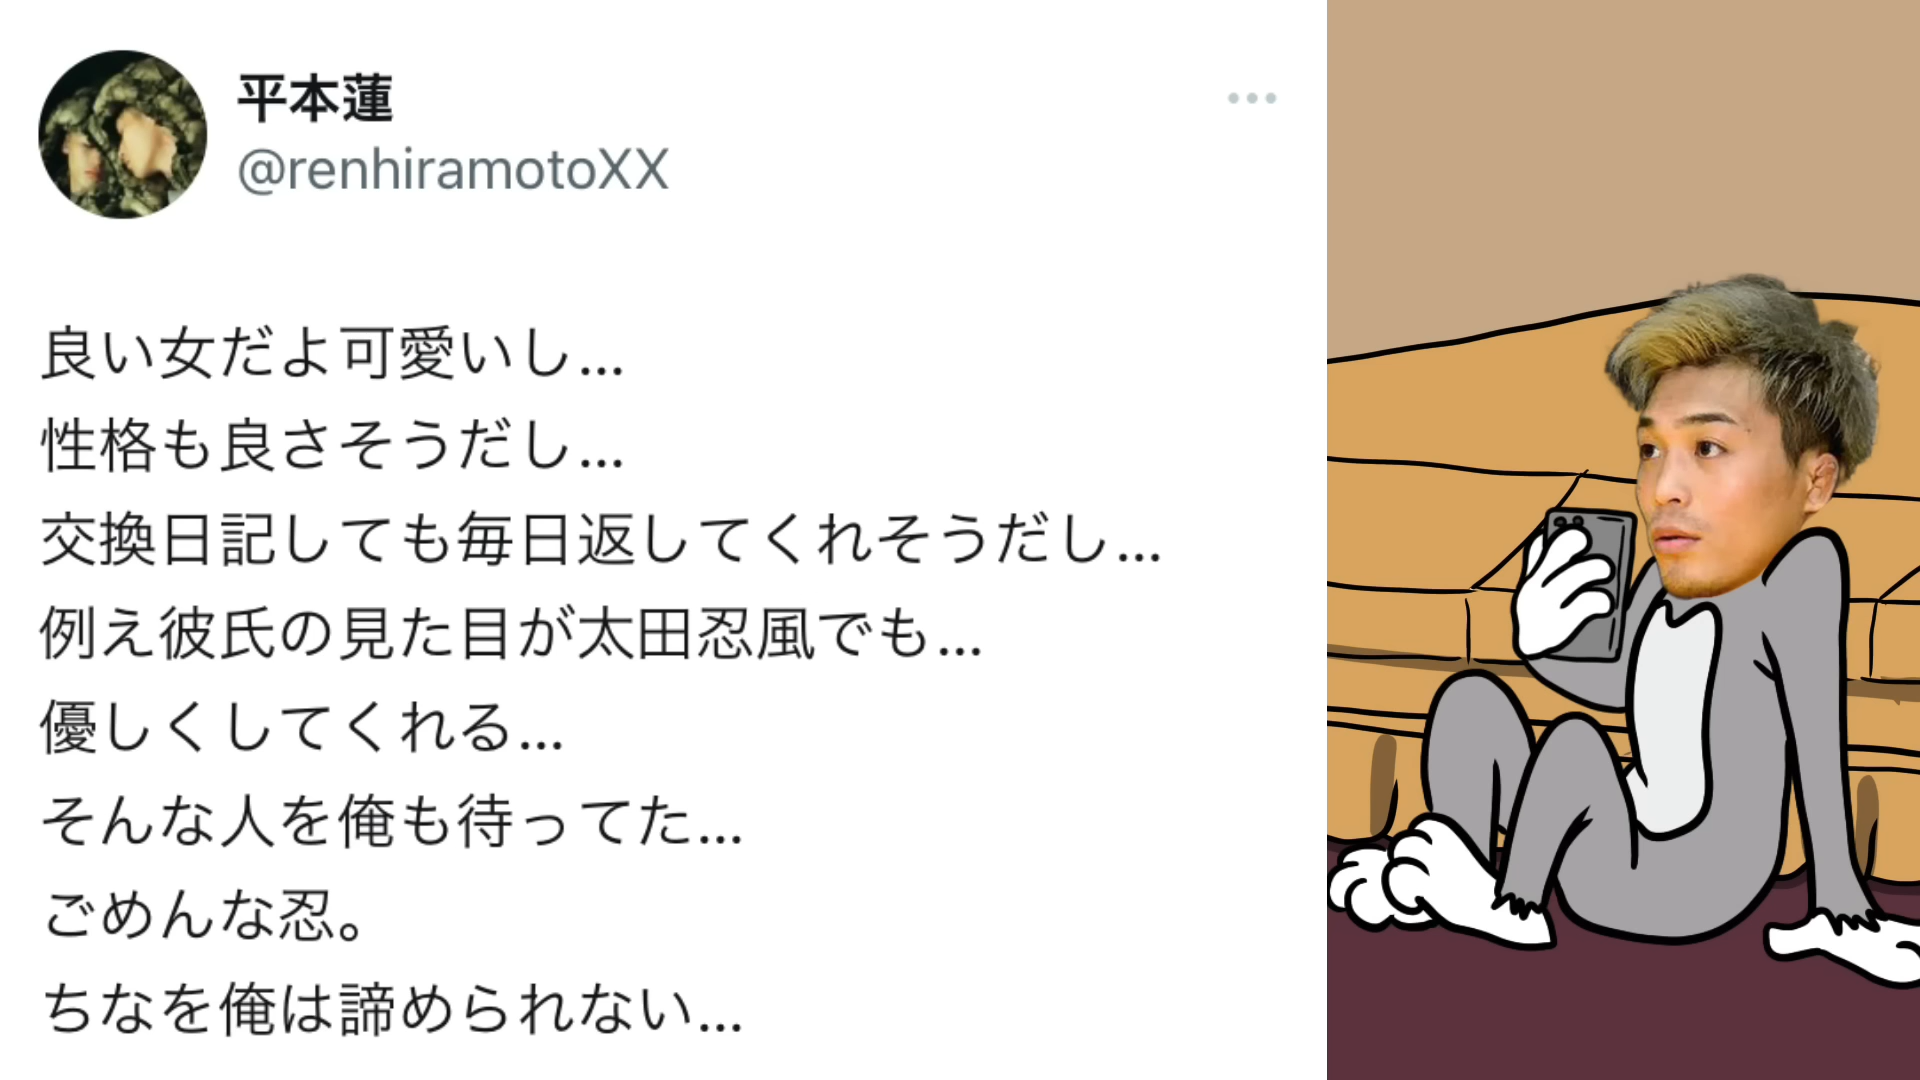 平本蓮
@renhiramotoXX
良い女だよ可愛いし...
性格も良さそうだし...
交換日記しても毎日返してくれそうだし...
例え彼氏の見た目が太田忍風でも...
優しくしてくれる...
そんな人を俺も待ってた...
ごめんな忍。
ちなを俺は諦められない...